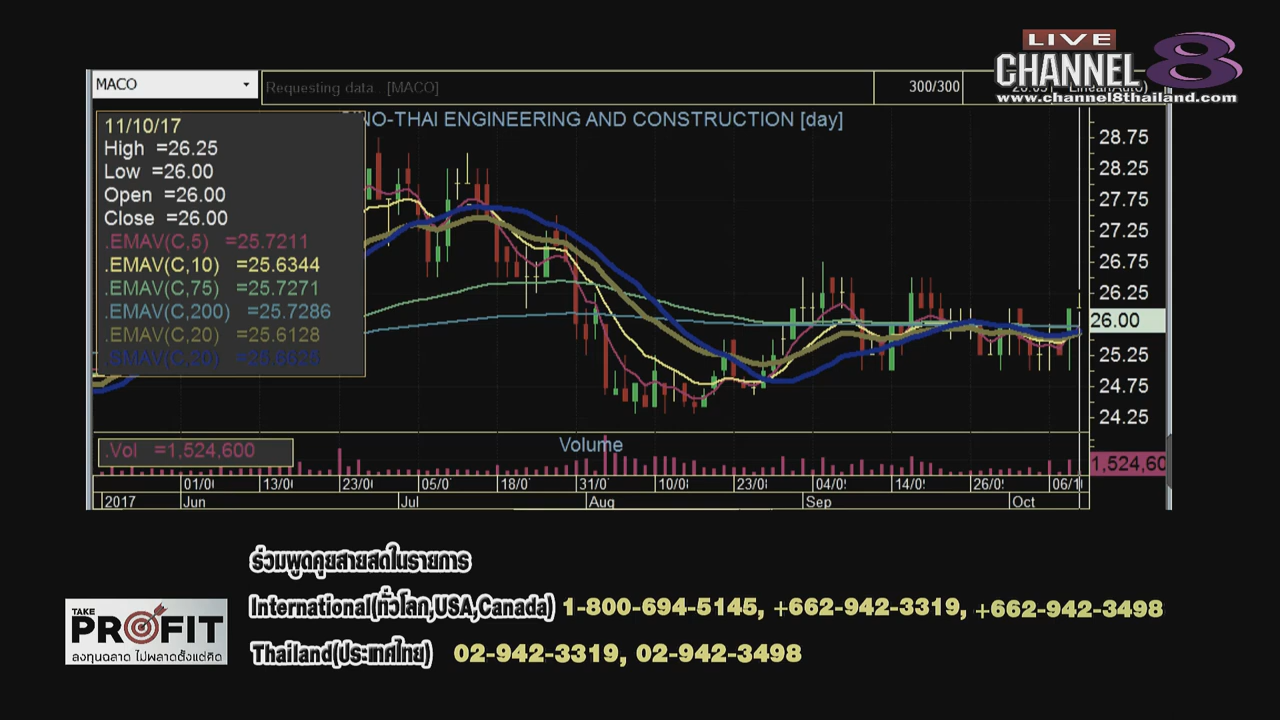 LIVE
CHANNEL 8
www.channel8thailand.com
MACO
Requesting data... [MACO]
300/300
11/10/17
High =26.25
Low =26.00
Open =26.00
Close =26.00
.EMAV(C,5) =25.7211
.EMAV(C,10) =25.6344
.EMAV(C,75) =25.7271
.EMAV(C,200) =25.7286
.EMAV(C,20) =25.6128
.SMAV(C,20) =25.6625
NO-THAI ENGINEERING AND CONSTRUCTION [day]
28.75
28.25
27.75
27.25
26.75
26.25
26.00
25.25
24.75
24.25
.Vol =1,524,600
Volume
1,524,60
01/0 13/0 23/0 05/0 18/0 31/0 10/0 23/0 04/0 14/0 26/0 06/1
2017 Jun Jul Aug Sep Oct
ร่วมพูดคุยสายสดในรายการ
International(ทั่วโลก,USA,Canada) 1-800-694-5145, +662-942-3319, +662-942-3498
Thailand(ประเทศไทย) 02-942-3319, 02-942-3498
TAKE
PROFIT
ลงทุนฉลาด ไม่พลาดตั้งแต่คิด